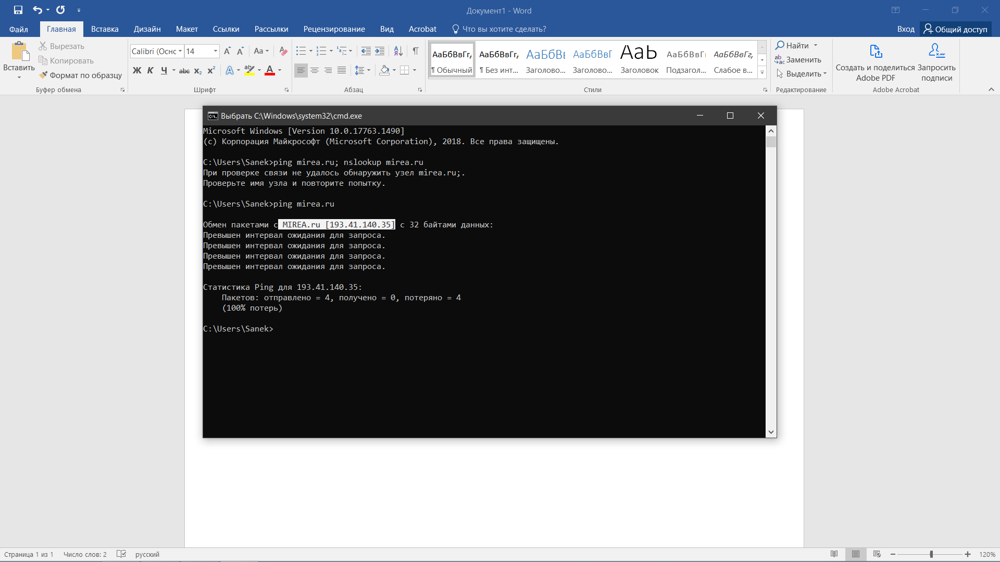 Документ1 - Word
Файл Главная Вставка Дизайн Макет Ссылки Рассылки Рецензирование Вид Acrobat Что вы хотите сделать? Вход Общий доступ
Вставить
Вырезать
Копировать
Формат по образцу
Буфер обмена
Calibri (Оснс 14
Aa
Ж К Ч abc x₂ x² A ab A
Шрифт
Абзац
АаБбВвГг, АаБбВвГг, АаБбВг АаБбВвГ АаЬ АаБбВвГг АаБбВвГг,
¶ Обычный ¶ Без инт... Заголово... Заголово... Заголовок Подзагол... Слабое в...
Стили
Найти
Заменить
Выделить
Редактирование
Создать и поделиться
Adobe PDF
Запросить
подписи
Adobe Acrobat
Выбрать C:\Windows\system32\cmd.exe
Microsoft Windows [Version 10.0.17763.1490]
(c) Корпорация Майкрософт (Microsoft Corporation), 2018. Все права защищены.
C:\Users\Sanek>ping mirea.ru; nslookup mirea.ru
При проверке связи не удалось обнаружить узел mirea.ru;.
Проверьте имя узла и повторите попытку.
C:\Users\Sanek>ping mirea.ru
Обмен пакетами с MIREA.ru [193.41.140.35] с 32 байтами данных:
Превышен интервал ожидания для запроса.
Превышен интервал ожидания для запроса.
Превышен интервал ожидания для запроса.
Превышен интервал ожидания для запроса.
Статистика Ping для 193.41.140.35:
Пакетов: отправлено = 4, получено = 0, потеряно = 4
(100% потерь)
C:\Users\Sanek>
Страница 1 из 1 Число слов: 2 русский 120%